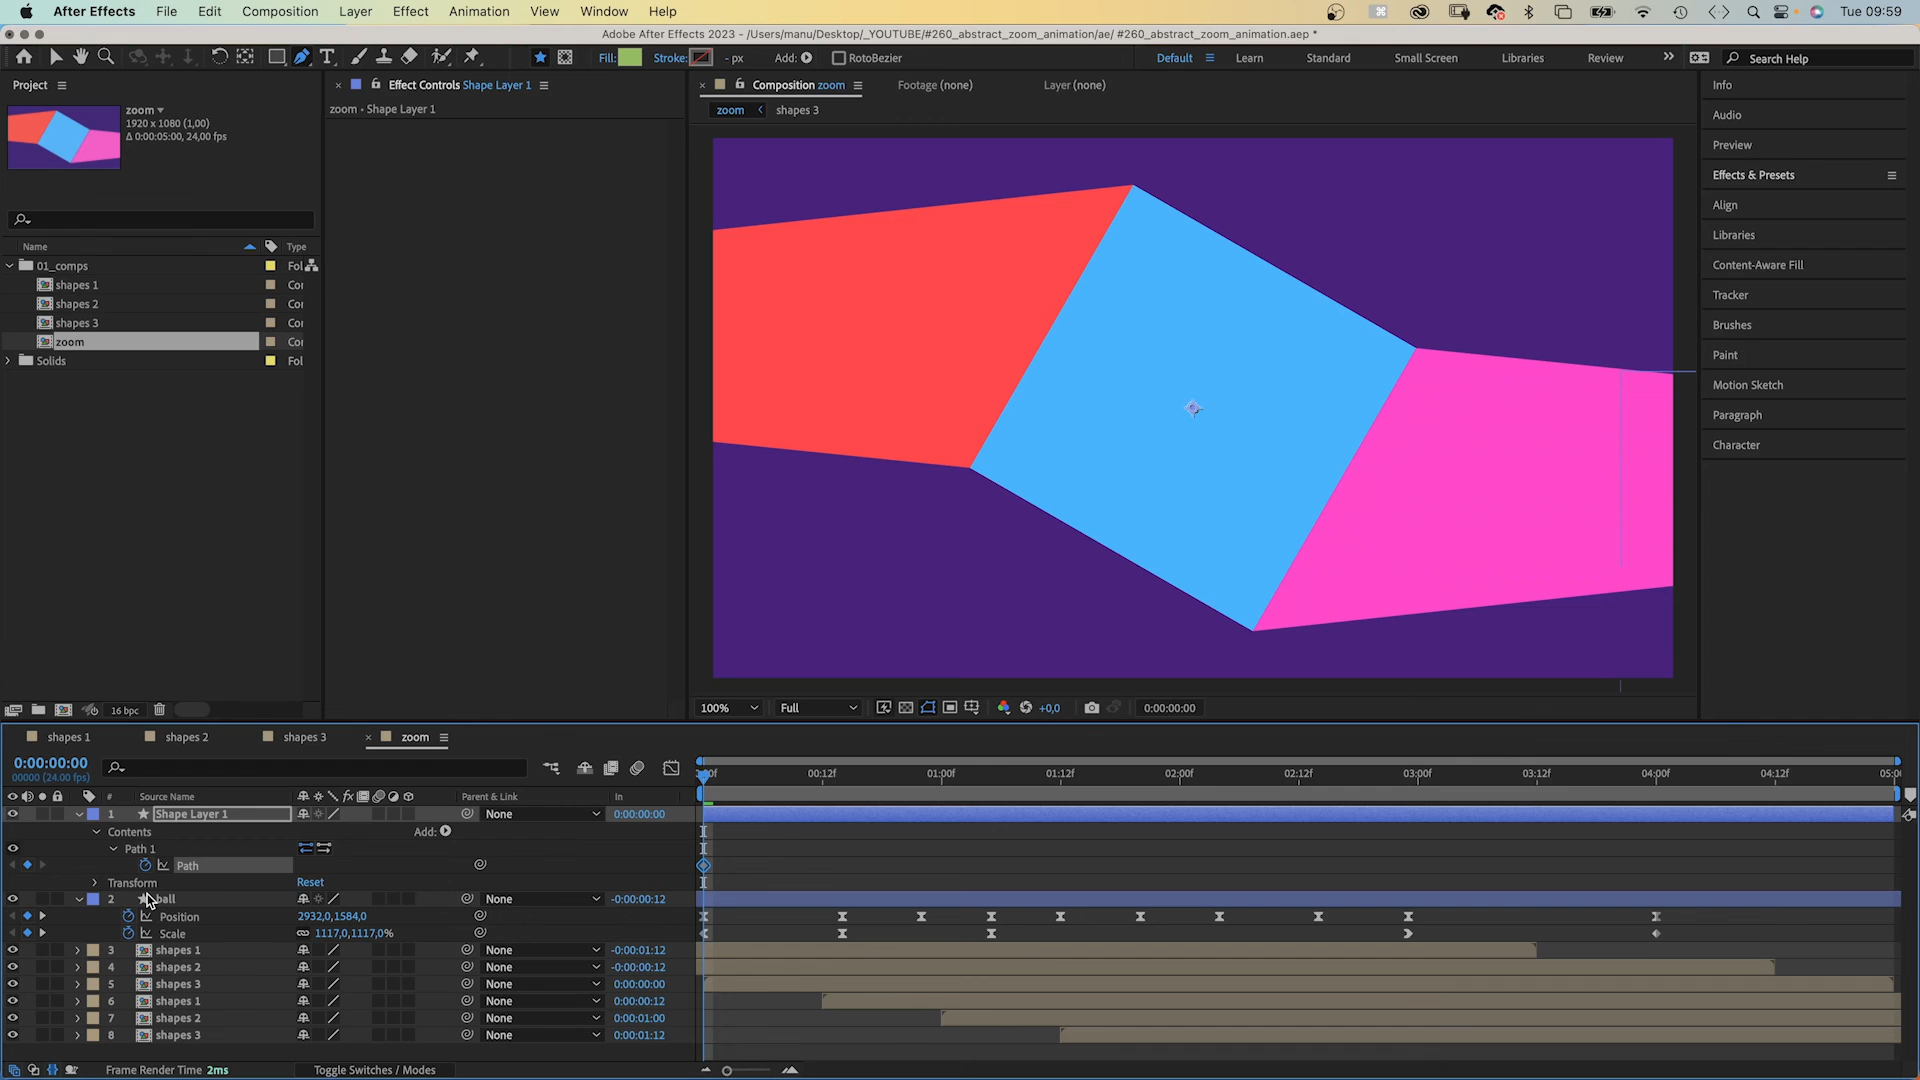 After Effects File Edit Composition Layer Effect Animation View Window Help Tue 09:59
Adobe After Effects 2023 - /Users/manu/Desktop/_YOUTUBE/#260_abstract_zoom_animation/ae/ #260_abstract_zoom_animation.aep *
Fill: Stroke: - px Add: RotoBezier Default Learn Standard Small Screen Libraries Review Search Help
Project
Effect Controls Shape Layer 1
Composition zoom Footage (none) Layer (none)
Info
zoom
1920 x 1080 (1,00)
Δ 0:00:05:00, 24,00 fps
zoom • Shape Layer 1
zoom shapes 3
Audio
Preview
Effects & Presets
Align
Libraries
Content-Aware Fill
Tracker
Brushes
Paint
Motion Sketch
Paragraph
Character
Name Type
01_comps Fol
shapes 1 Cor
shapes 2 Cor
shapes 3 Cor
zoom Cor
Solids Fol
16 bpc
100% Full +0,0 0:00:00:00
shapes 1 shapes 2 shapes 3 zoom
0:00:00:00
00000 (24.00 fps)
00f 00:12f 01:00f 01:12f 02:00f 02:12f 03:00f 03:12f 04:00f 04:12f 05:0
# Source Name fx Parent & Link In
1 Shape Layer 1 None 0:00:00:00
Contents Add:
Path 1
Path
Transform Reset
2 ball None -0:00:00:12
Position 2932,0,1584,0
Scale 1117,0,1117,0%
3 shapes 1 None -0:00:01:12
4 shapes 2 None -0:00:00:12
5 shapes 3 None 0:00:00:00
6 shapes 1 None 0:00:00:12
7 shapes 2 None 0:00:01:00
8 shapes 3 None 0:00:01:12
Frame Render Time 2ms Toggle Switches / Modes